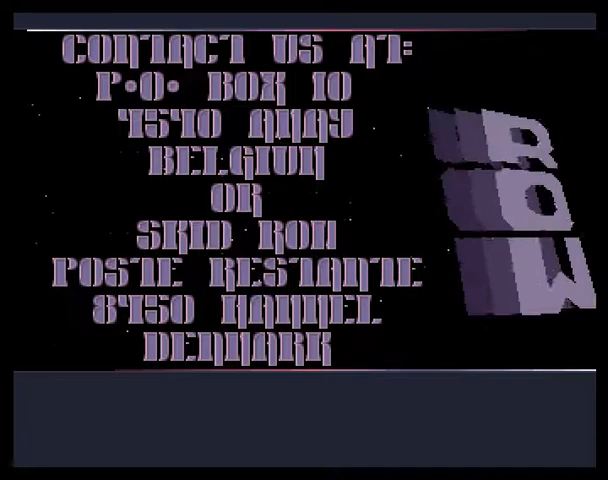 CONTACT US AT:
P.O. BOX 10
4540 AMAY
BELGIUM
OR
SKID ROW
POSTE RESTANTE
8450 HAMMEL
DENMARK
ROW